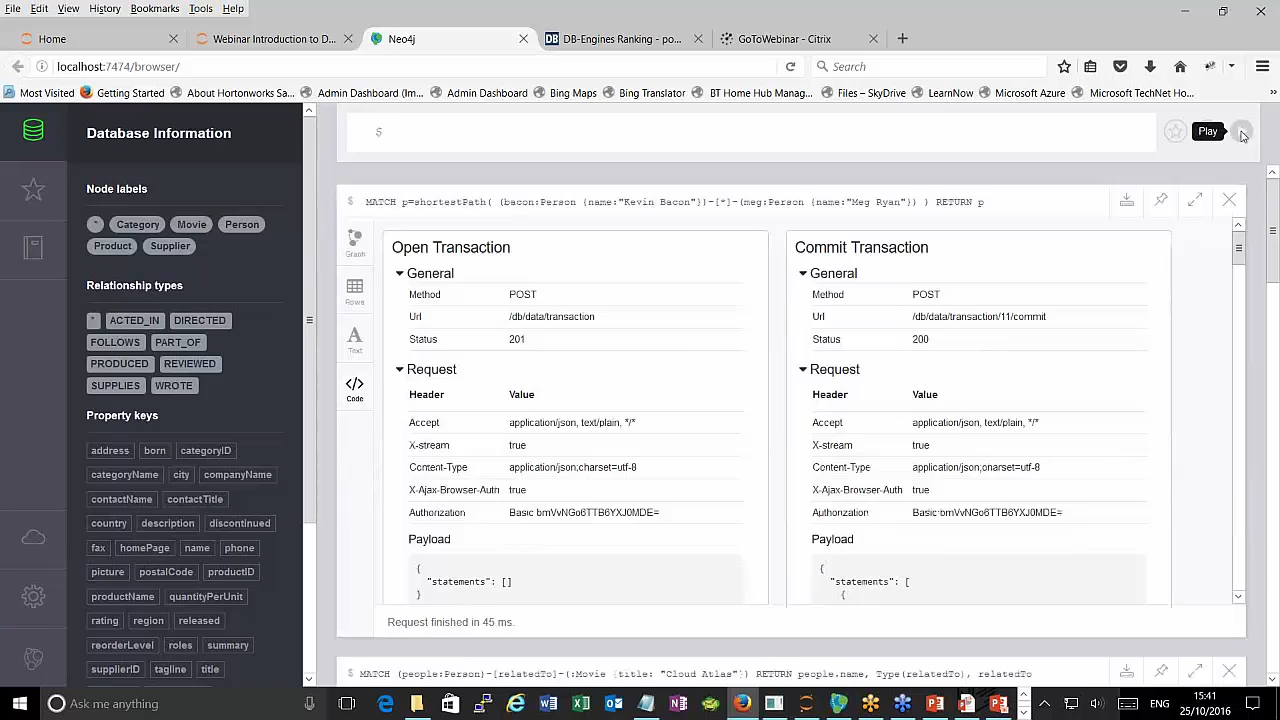 File Edit View History Bookmarks Tools Help
Home
Webinar Introduction to D...
Neo4j
DB-Engines Ranking - po...
GoToWebinar - Citrix
localhost:7474/browser/
Search
Most Visited
Getting Started
About Hortonworks Sa...
Admin Dashboard (Im...
Admin Dashboard
Bing Maps
Bing Translator
BT Home Hub Manag...
Files – SkyDrive
LearnNow
Microsoft Azure
Microsoft TechNet Ho...
Database Information
Node labels
* Category Movie Person
Product Supplier
Relationship types
* ACTED_IN DIRECTED
FOLLOWS PART_OF
PRODUCED REVIEWED
SUPPLIES WROTE
Property keys
address born categoryID
categoryName city companyName
contactName contactTitle
country description discontinued
fax homePage name phone
picture postalCode productID
productName quantityPerUnit
rating region released
reorderLevel roles summary
supplierID tagline title
$
Play
$ MATCH p=shortestPath( (bacon:Person {name:"Kevin Bacon"})-[*]-(meg:Person {name:"Meg Ryan"}) ) RETURN p
Graph
Rows
Text
Code
Open Transaction
General
Method POST
Url /db/data/transaction
Status 201
Request
Header Value
Accept application/json, text/plain, */*
X-stream true
Content-Type application/json;charset=utf-8
X-Ajax-Browser-Auth true
Authorization Basic bmVvNGo6TTB6YXJ0MDE=
Payload
{
"statements": []
}
Commit Transaction
General
Method POST
Url /db/data/transaction/11/commit
Status 200
Request
Header Value
Accept application/json, text/plain, */*
X-stream true
Content-Type application/json;charset=utf-8
X-Ajax-Browser-Auth true
Authorization Basic bmVvNGo6TTB6YXJ0MDE=
Payload
{
"statements": [
{
Request finished in 45 ms.
$ MATCH (people:Person)-[relatedTo]-(:Movie {title: "Cloud Atlas"}) RETURN people.name, Type(relatedTo), relatedTo
Ask me anything
ENG
15:41
25/10/2016